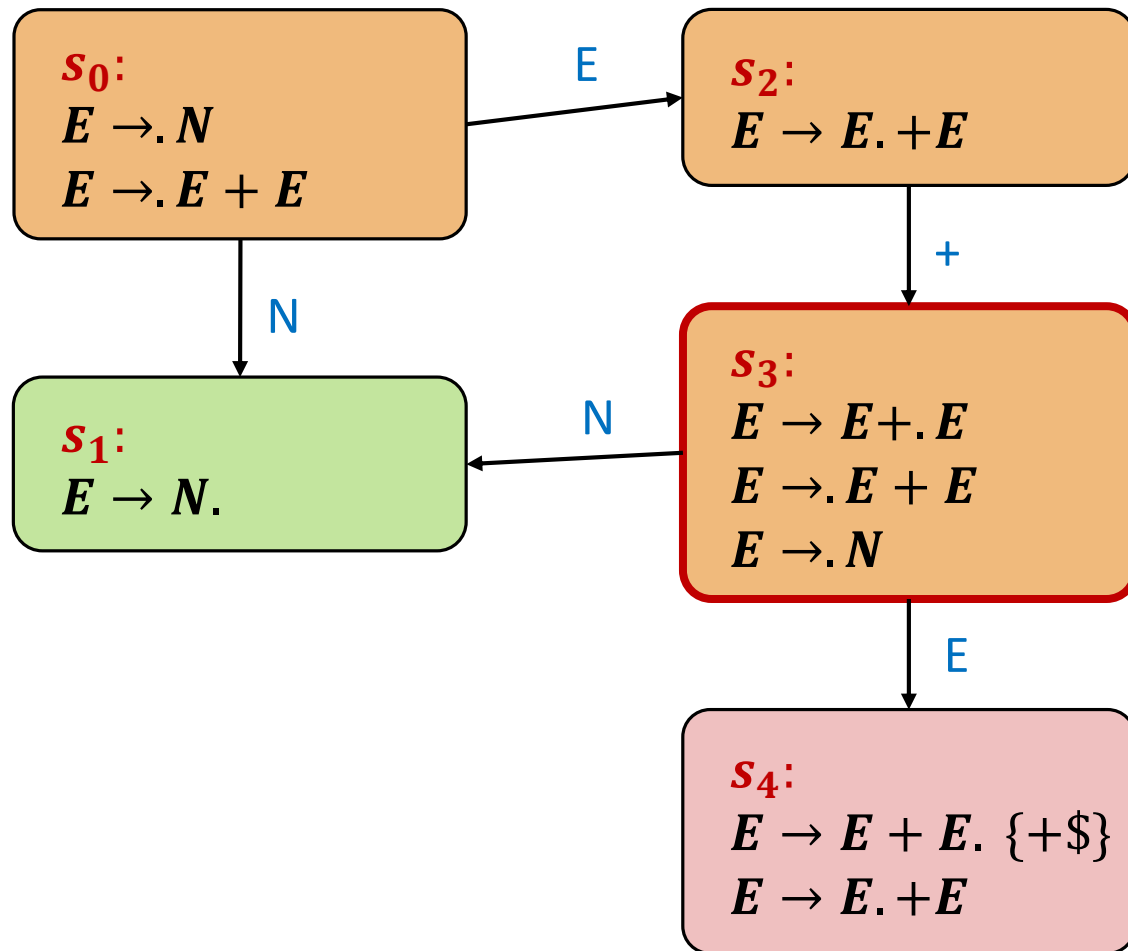 s₀:
E →. N
E →. E + E
E
s₂:
E → E. +E
N
+
s₁:
E → N.
N
s₃:
E → E+. E
E →. E + E
E →. N
E
s₄:
E → E + E. {+$}
E → E. +E